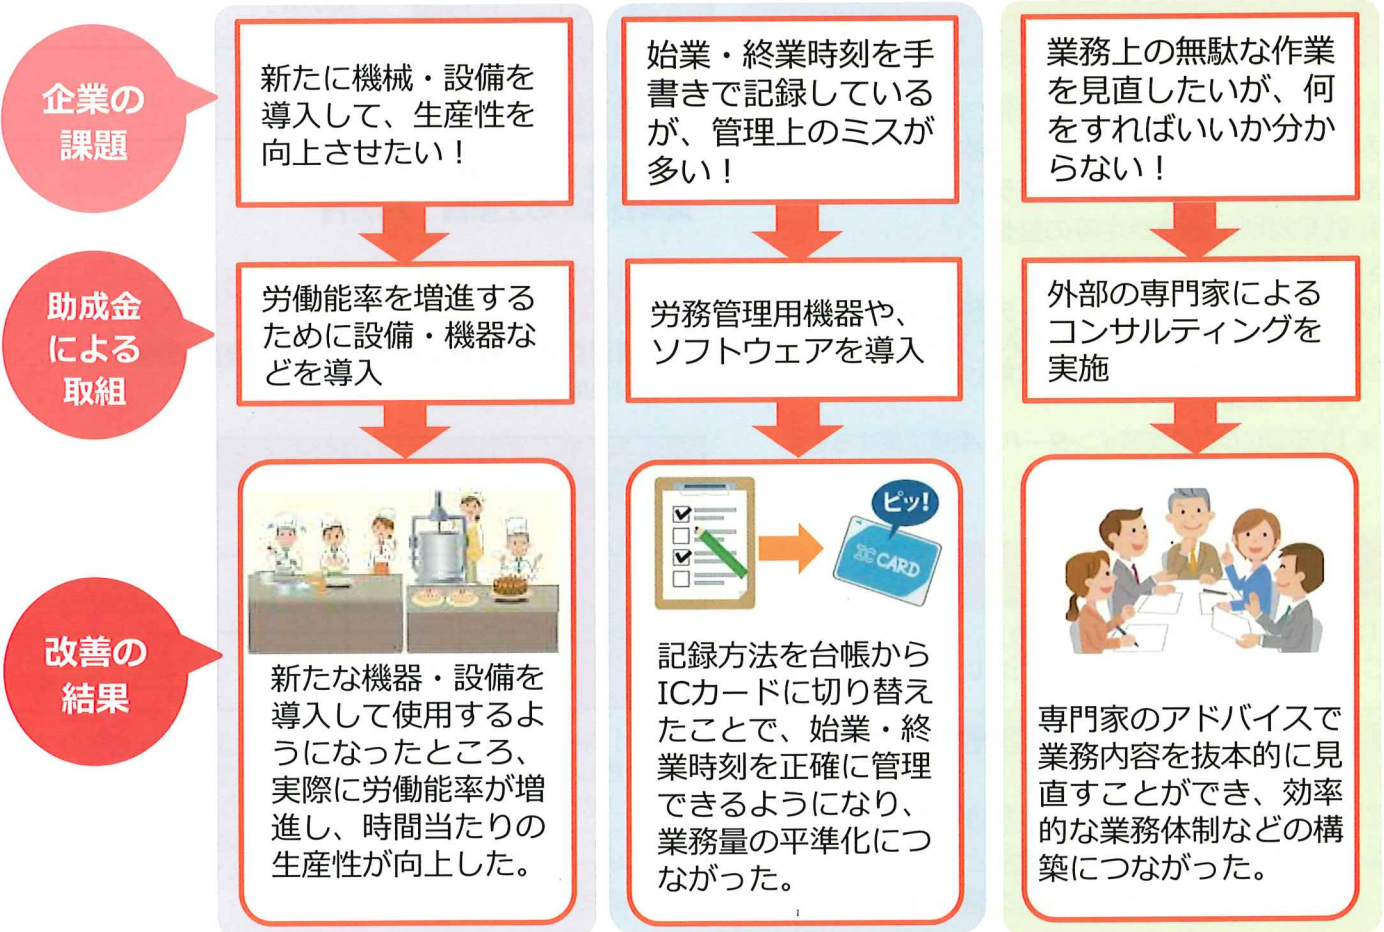 企業の
課題
新たに機械・設備を
導入して、生産性を
向上させたい！
始業・終業時刻を手
書きで記録している
が、管理上のミスが
多い！
業務上の無駄な作業
を見直したいが、何
をすればいいか分か
らない！
助成金
による
取組
労働能率を増進する
ために設備・機器な
どを導入
労務管理用機器や、
ソフトウェアを導入
外部の専門家による
コンサルティングを
実施
改善の
結果
新たな機器・設備を
導入して使用するよ
うになったところ、
実際に労働能率が増
進し、時間当たりの
生産性が向上した。
ピッ!
IC CARD
記録方法を台帳から
ICカードに切り替え
たことで、始業・終
業時刻を正確に管理
できるようになり、
業務量の平準化につ
ながった。
専門家のアドバイスで
業務内容を抜本的に見
直すことができ、効率
的な業務体制などの構
築につながった。